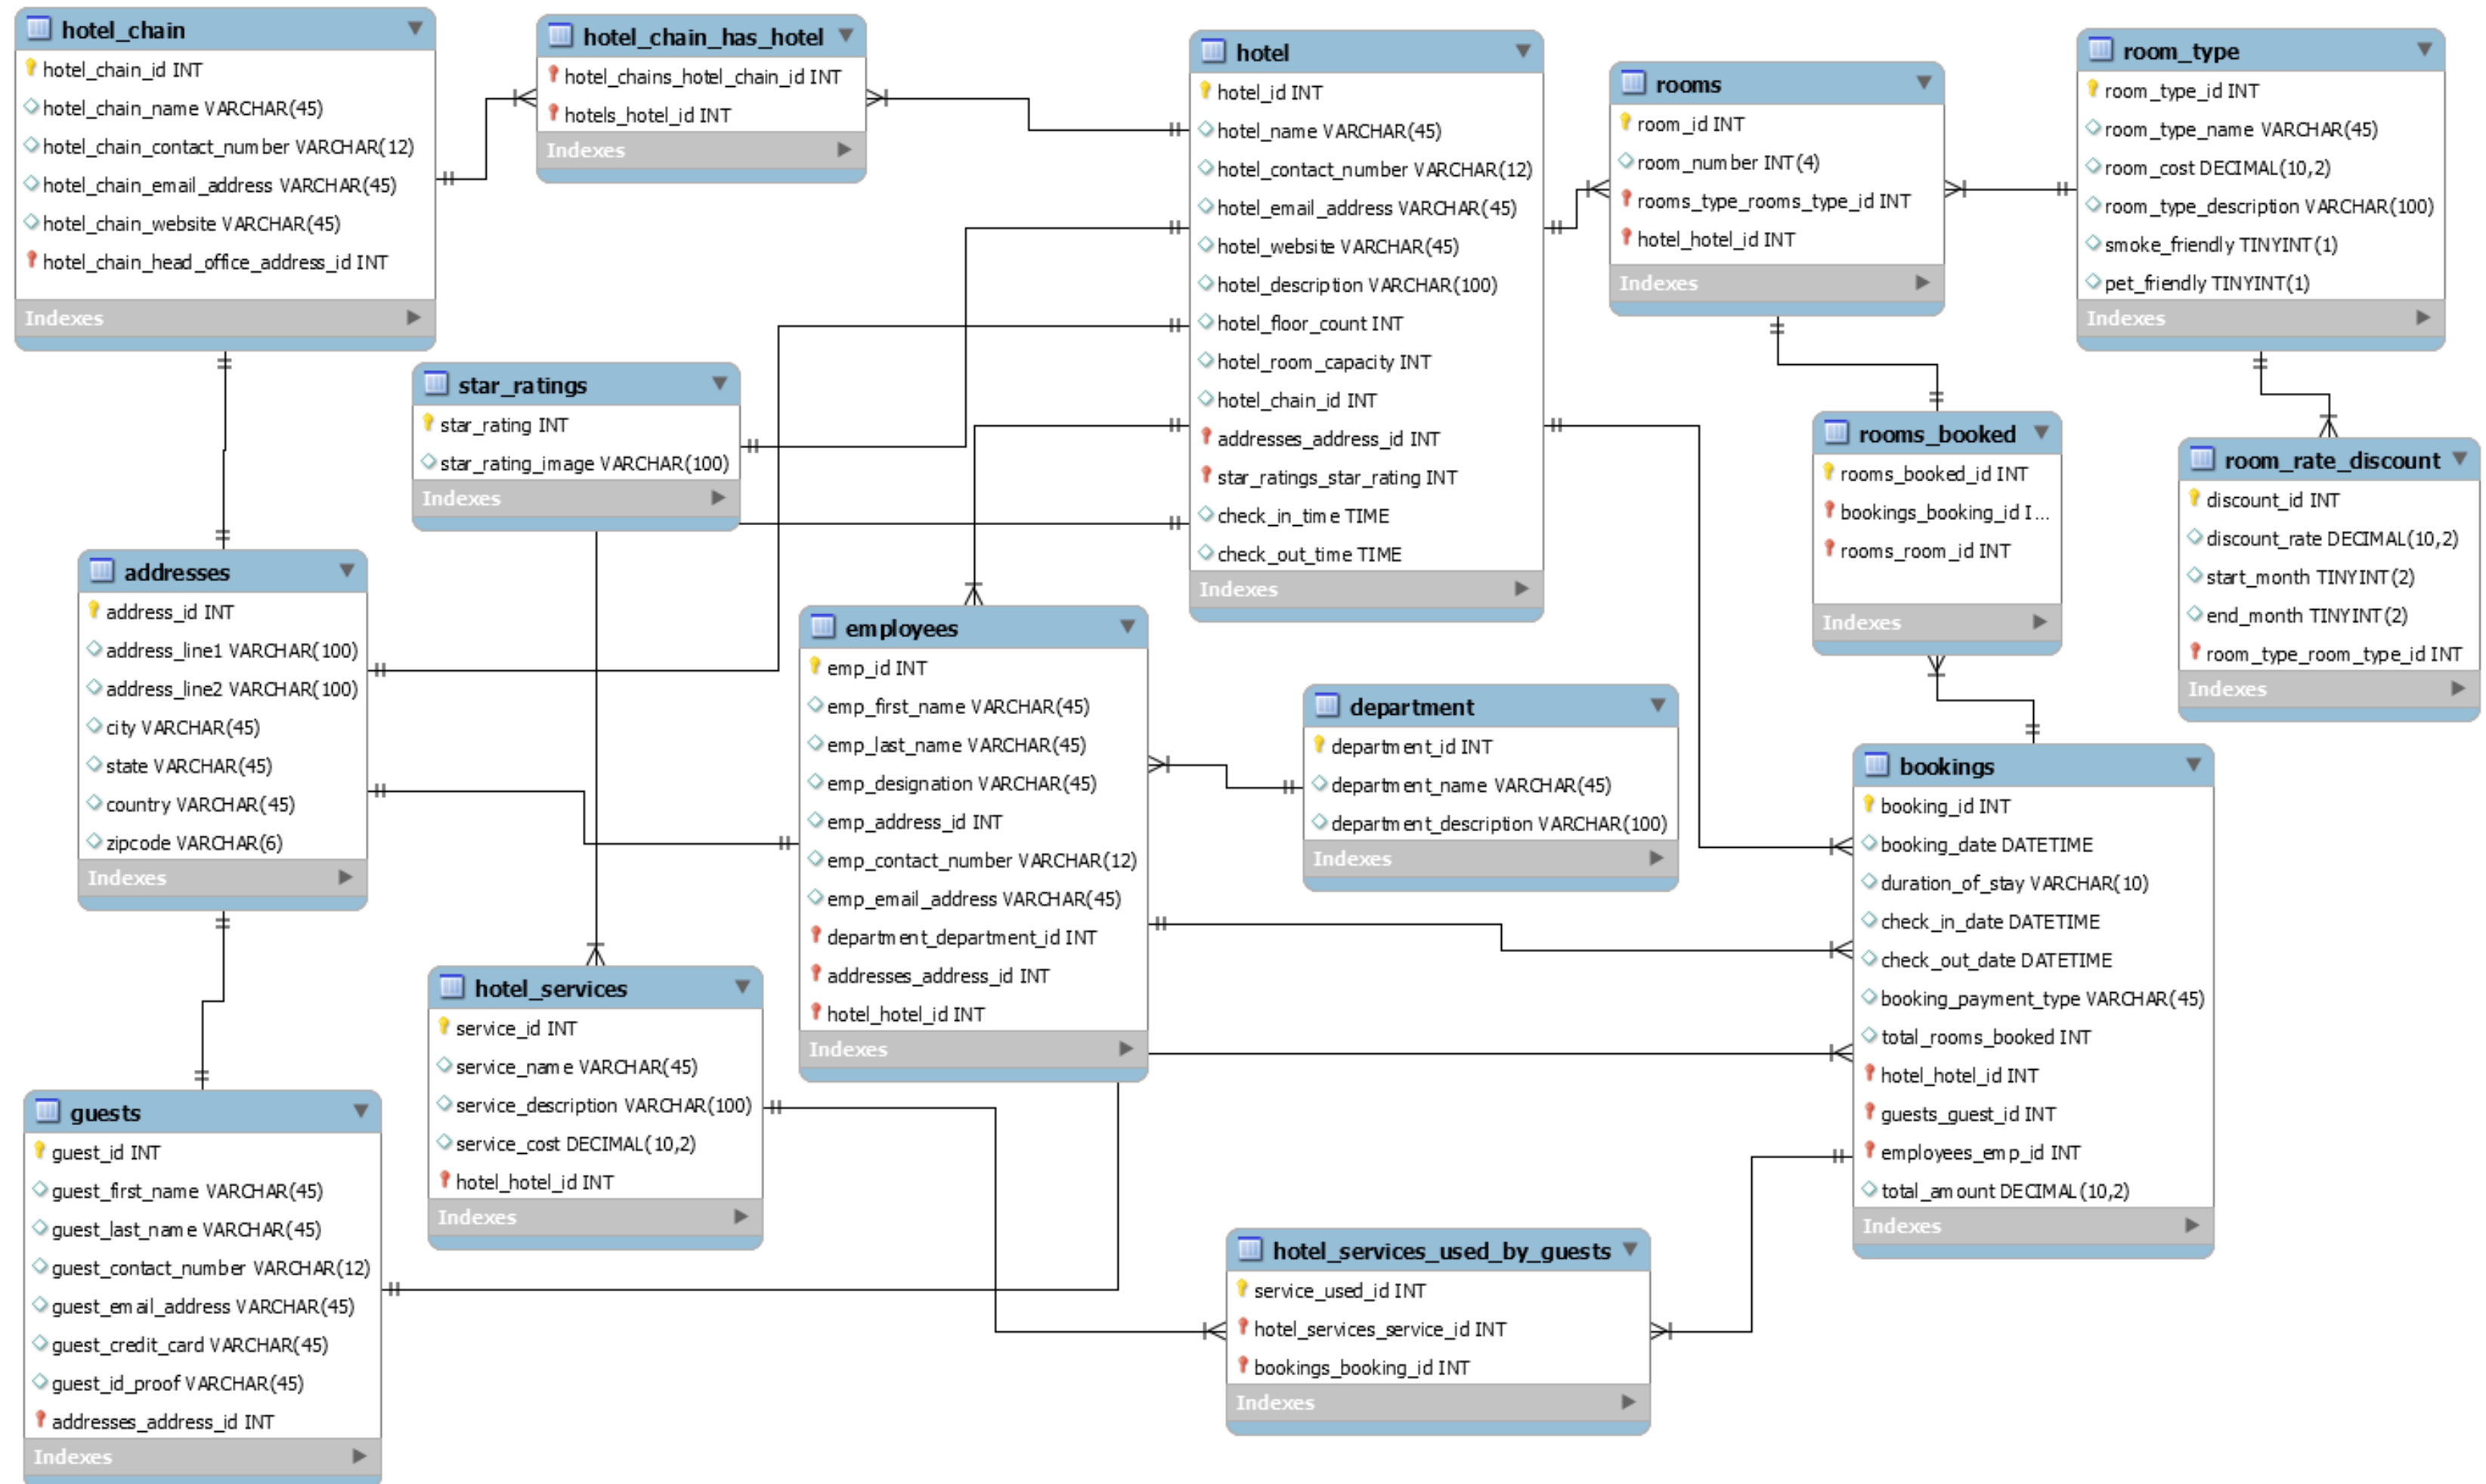 hotel_chain
hotel_chain_id INT
hotel_chain_name VARCHAR(45)
hotel_chain_contact_number VARCHAR(12)
hotel_chain_email_address VARCHAR(45)
hotel_chain_website VARCHAR(45)
hotel_chain_head_office_address_id INT
Indexes
hotel_chain_has_hotel
hotel_chains_hotel_chain_id INT
hotels_hotel_id INT
Indexes
hotel
hotel_id INT
hotel_name VARCHAR(45)
hotel_contact_number VARCHAR(12)
hotel_email_address VARCHAR(45)
hotel_website VARCHAR(45)
hotel_description VARCHAR(100)
hotel_floor_count INT
hotel_room_capacity INT
hotel_chain_id INT
addresses_address_id INT
star_ratings_star_rating INT
check_in_time TIME
check_out_time TIME
Indexes
rooms
room_id INT
room_number INT(4)
rooms_type_rooms_type_id INT
hotel_hotel_id INT
Indexes
room_type
room_type_id INT
room_type_name VARCHAR(45)
room_cost DECIMAL(10,2)
room_type_description VARCHAR(100)
smoke_friendly TINYINT(1)
pet_friendly TINYINT(1)
Indexes
star_ratings
star_rating INT
star_rating_image VARCHAR(100)
Indexes
rooms_booked
rooms_booked_id INT
bookings_booking_id I...
rooms_room_id INT
Indexes
room_rate_discount
discount_id INT
discount_rate DECIMAL(10,2)
start_month TINYINT(2)
end_month TINYINT(2)
room_type_room_type_id INT
Indexes
addresses
address_id INT
address_line1 VARCHAR(100)
address_line2 VARCHAR(100)
city VARCHAR(45)
state VARCHAR(45)
country VARCHAR(45)
zipcode VARCHAR(6)
Indexes
employees
emp_id INT
emp_first_name VARCHAR(45)
emp_last_name VARCHAR(45)
emp_designation VARCHAR(45)
emp_address_id INT
emp_contact_number VARCHAR(12)
emp_email_address VARCHAR(45)
department_department_id INT
addresses_address_id INT
hotel_hotel_id INT
Indexes
department
department_id INT
department_name VARCHAR(45)
department_description VARCHAR(100)
Indexes
bookings
booking_id INT
booking_date DATETIME
duration_of_stay VARCHAR(10)
check_in_date DATETIME
check_out_date DATETIME
booking_payment_type VARCHAR(45)
total_rooms_booked INT
hotel_hotel_id INT
guests_guest_id INT
employees_emp_id INT
total_amount DECIMAL(10,2)
Indexes
hotel_services
service_id INT
service_name VARCHAR(45)
service_description VARCHAR(100)
service_cost DECIMAL(10,2)
hotel_hotel_id INT
Indexes
guests
guest_id INT
guest_first_name VARCHAR(45)
guest_last_name VARCHAR(45)
guest_contact_number VARCHAR(12)
guest_email_address VARCHAR(45)
guest_credit_card VARCHAR(45)
guest_id_proof VARCHAR(45)
addresses_address_id INT
Indexes
hotel_services_used_by_guests
service_used_id INT
hotel_services_service_id INT
bookings_booking_id INT
Indexes